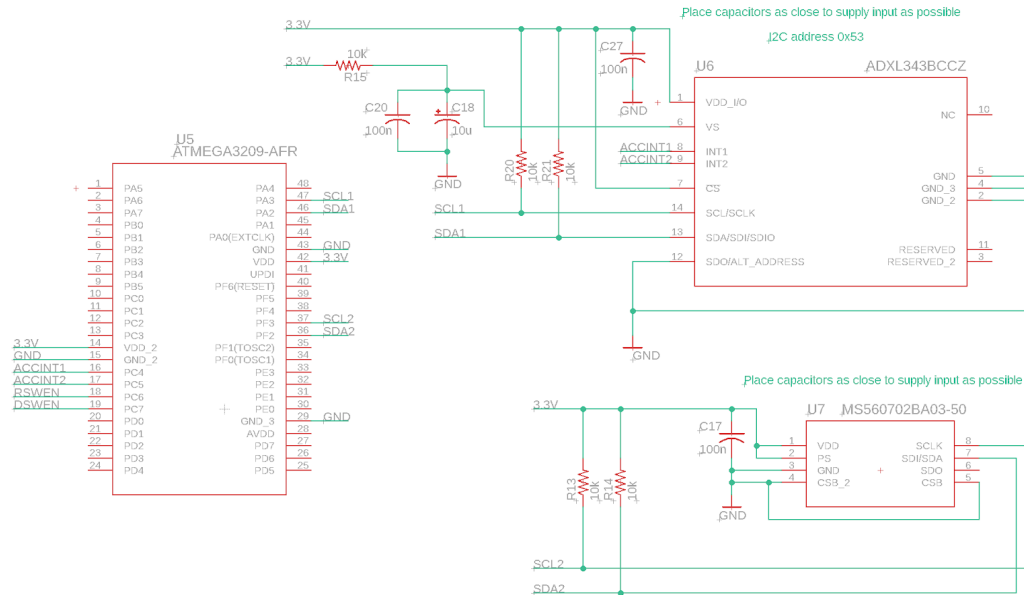 Place capacitors as close to supply input as possible
I2C address 0x53
3.3V
3.3V
10k
R15
C20
100n
C18
10u
GND
C27
100n
GND
R20
10k
R21
10k
ACCINT1
ACCINT2
SCL1
SDA1
GND
U6
ADXL343BCCZ
1 VDD_I/O
6 VS
8 INT1
9 INT2
7 CS
14 SCL/SCLK
13 SDA/SDI/SDIO
12 SDO/ALT_ADDRESS
NC 10
GND 5
GND_3 4
GND_2 2
RESERVED 11
RESERVED_2 3
U5
ATMEGA3209-AFR
1 PA5
2 PA6
3 PA7
4 PB0
5 PB1
6 PB2
7 PB3
8 PB4
9 PB5
10 PC0
11 PC1
12 PC2
13 PC3
3.3V 14 VDD_2
GND 15 GND_2
ACCINT1 16 PC4
ACCINT2 17 PC5
RSWEN 18 PC6
DSWEN 19 PC7
20 PD0
21 PD1
22 PD2
23 PD3
24 PD4
PA4 48
PA3 47 SCL1
PA2 46 SDA1
PA1 45
PA0(EXTCLK) 44
GND 43 GND
VDD 42 3.3V
UPDI 41
PF6(RESET) 40
PF5 39
PF4 38
PF3 37 SCL2
PF2 36 SDA2
PF1(TOSC2) 35
PF0(TOSC1) 34
PE3 33
PE2 32
PE1 31
PE0 30
GND_3 29 GND
AVDD 28
PD7 27
PD6 26
PD5 25
Place capacitors as close to supply input as possible
3.3V
C17
100n
GND
R13
10k
R14
10k
SCL2
SDA2
U7 MS560702BA03-50
1 VDD
2 PS
3 GND
4 CSB_2
SCLK 8
SDI/SDA 7
SDO 6
CSB 5